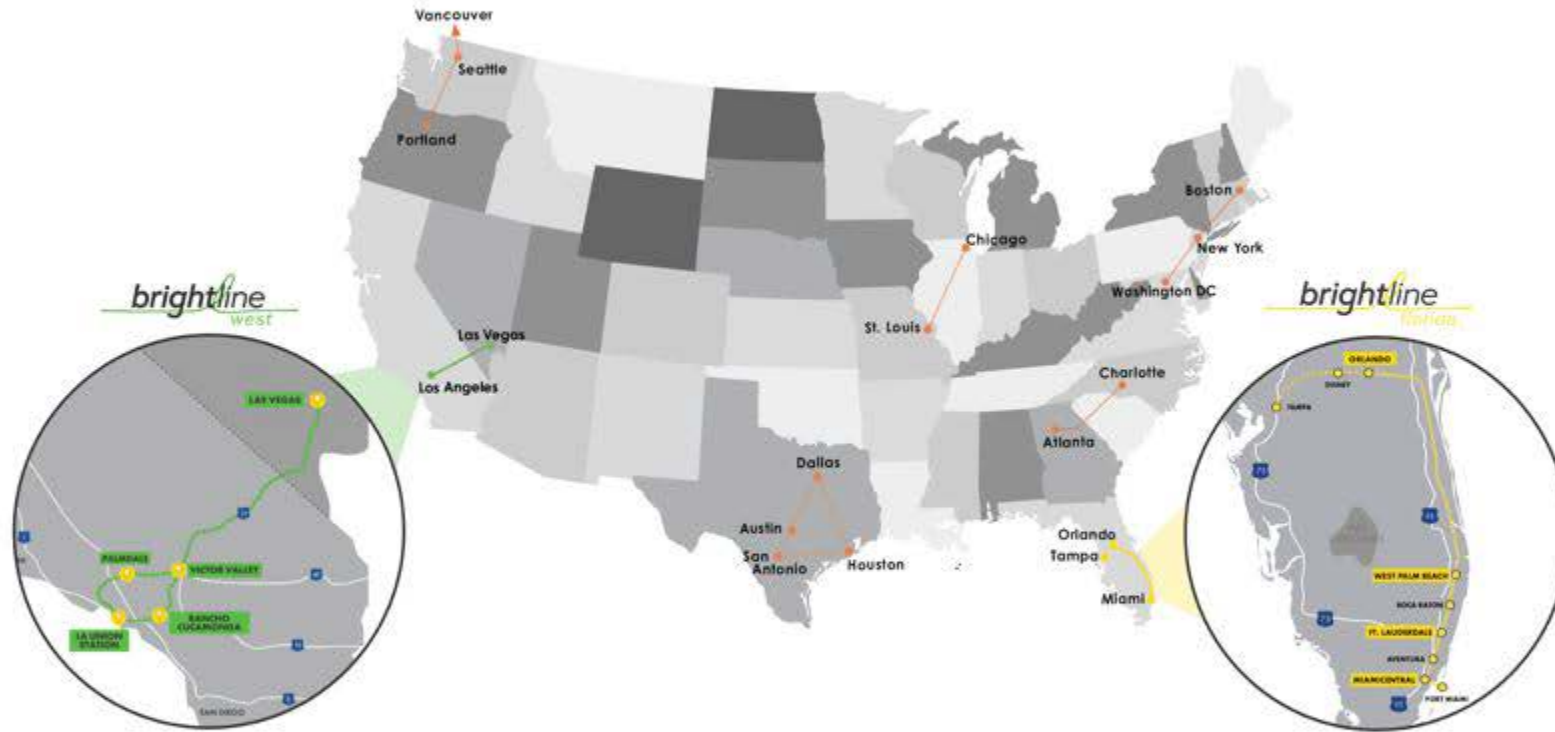 Vancouver
Seattle
Portland
Boston
Chicago
New York
Washington DC
St. Louis
Las Vegas
Los Angeles
Charlotte
Atlanta
Dallas
Austin
San
Antonio
Houston
Orlando
Tampa
Miami
brightline
west
LAS VEGAS
PALMDALE
VICTOR VALLEY
RANCHO
CUCAMONGA
LA UNION
STATION
SAN DIEGO
brightline
florida
ORLANDO
DISNEY
TAMPA
WEST PALM BEACH
BOCA RATON
FT. LAUDERDALE
AVENTURA
MIAMICENTRAL
PORT MIAMI